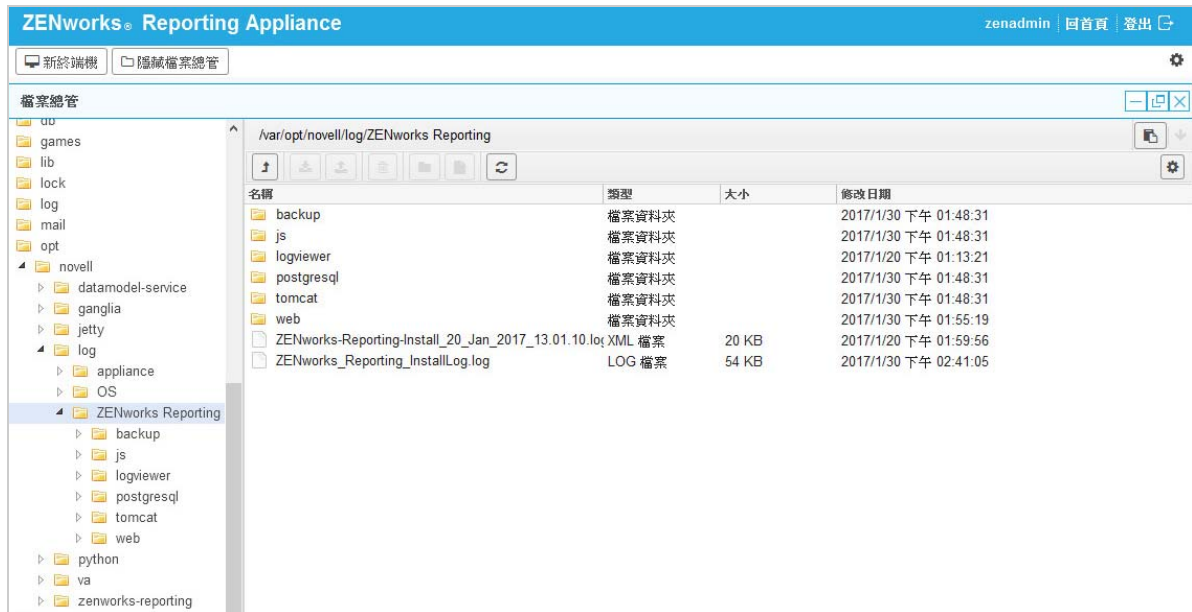 ZENworks® Reporting Appliance
zenadmin 回首頁 登出
新終端機 隱藏檔案總管
檔案總管
db
games
lib
lock
log
mail
opt
novell
datamodel-service
ganglia
jetty
log
appliance
OS
ZENworks Reporting
backup
js
logviewer
postgresql
tomcat
web
python
va
zenworks-reporting
/var/opt/novell/log/ZENworks Reporting
名稱 類型 大小 修改日期
backup 檔案資料夾 2017/1/30 下午 01:48:31
js 檔案資料夾 2017/1/30 下午 01:48:31
logviewer 檔案資料夾 2017/1/20 下午 01:13:21
postgresql 檔案資料夾 2017/1/30 下午 01:48:31
tomcat 檔案資料夾 2017/1/30 下午 01:48:31
web 檔案資料夾 2017/1/30 下午 01:55:19
ZENworks-Reporting-Install_20_Jan_2017_13.01.10.log XML 檔案 20 KB 2017/1/20 下午 01:59:56
ZENworks_Reporting_InstallLog.log LOG 檔案 54 KB 2017/1/30 下午 02:41:05